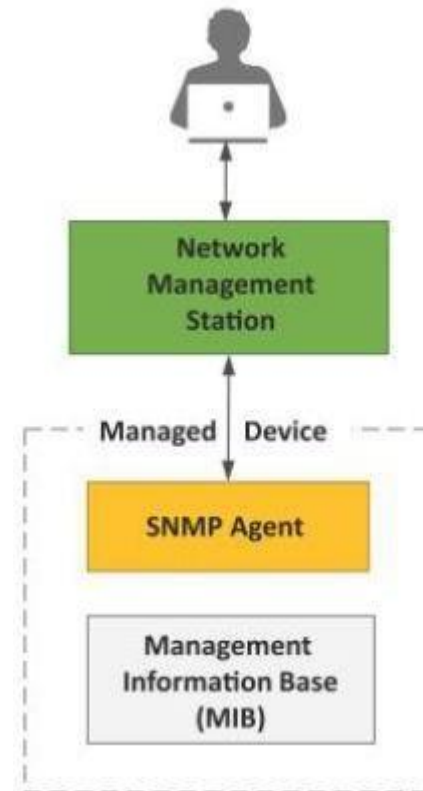 Network
Management
Station
Managed Device
SNMP Agent
Management
Information Base
(MIB)